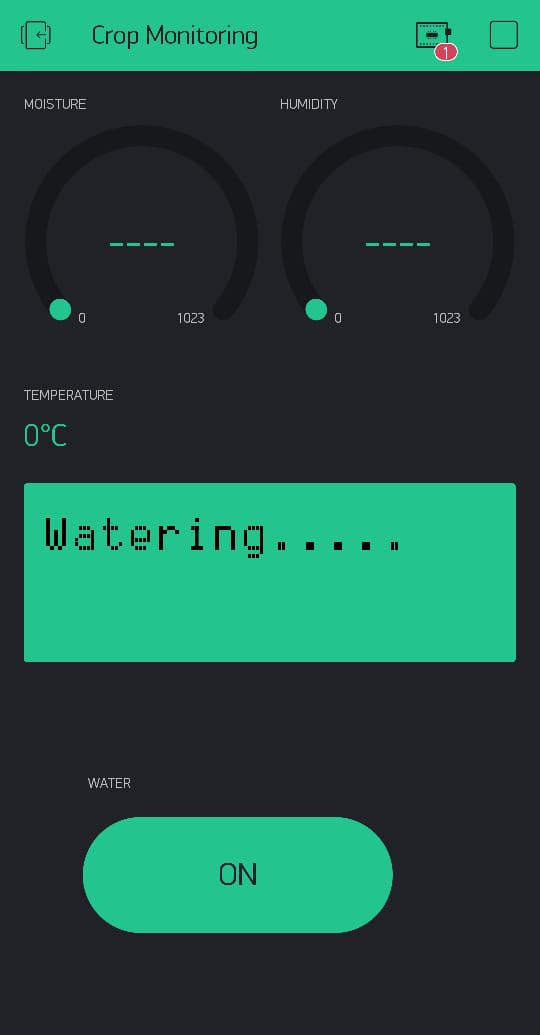 Crop Monitoring
1
MOISTURE HUMIDITY
---- ----
0 1023 0 1023
TEMPERATURE
0°C
Watering.....
WATER
ON